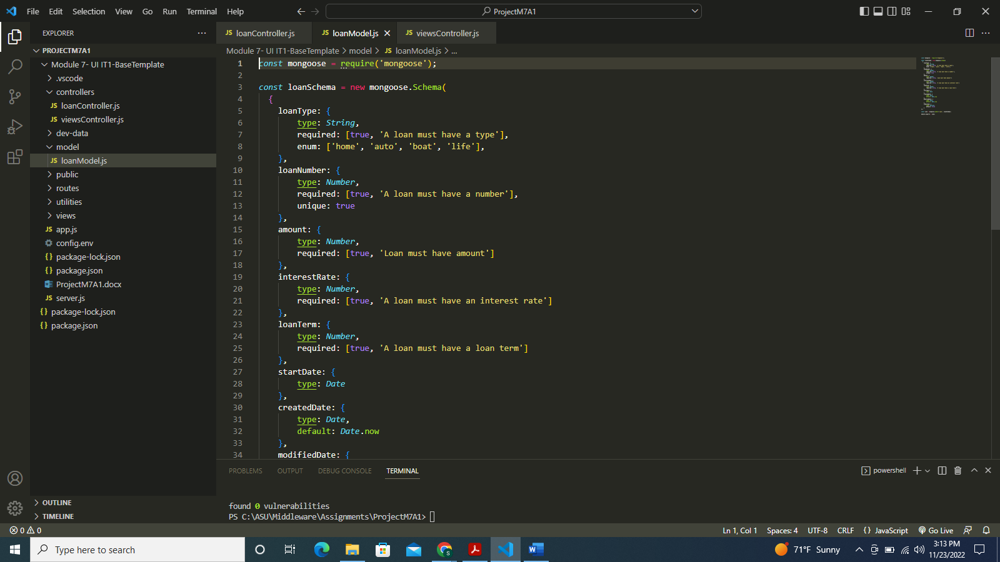 File Edit Selection View Go Run Terminal Help
ProjectM7A1
EXPLORER
PROJECTM7A1
Module 7- UI IT1-BaseTemplate
.vscode
controllers
JS loanController.js
JS viewsController.js
dev-data
model
JS loanModel.js
public
routes
utilities
views
JS app.js
config.env
{} package-lock.json
{} package.json
ProjectM7A1.docx
JS server.js
{} package-lock.json
{} package.json
OUTLINE
TIMELINE
JS loanController.js JS loanModel.js JS viewsController.js
Module 7- UI IT1-BaseTemplate > model > JS loanModel.js > ...
1 const mongoose = require('mongoose');
2
3 const loanSchema = new mongoose.Schema(
4 {
5 loanType: {
6 type: String,
7 required: [true, 'A loan must have a type'],
8 enum: ['home', 'auto', 'boat', 'life'],
9 },
10 loanNumber: {
11 type: Number,
12 required: [true, 'A loan must have a number'],
13 unique: true
14 },
15 amount: {
16 type: Number,
17 required: [true, 'Loan must have amount']
18 },
19 interestRate: {
20 type: Number,
21 required: [true, 'A loan must have an interest rate']
22 },
23 loanTerm: {
24 type: Number,
25 required: [true, 'A loan must have a loan term']
26 },
27 startDate: {
28 type: Date
29 },
30 createdDate: {
31 type: Date,
32 default: Date.now
33 },
34 modifiedDate: {
PROBLEMS OUTPUT DEBUG CONSOLE TERMINAL
powershell
found 0 vulnerabilities
PS C:\ASU\Middleware\Assignments\ProjectM7A1>
0 0
Ln 1, Col 1 Spaces: 4 UTF-8 CRLF {} JavaScript Go Live
Type here to search
71°F Sunny
3:13 PM
11/23/2022